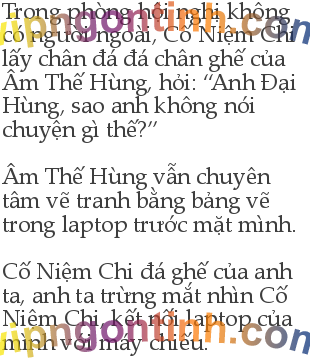 Trong phòng hội nghị không
có người ngoài, Cố Niệm Chi
lấy chân đá đá chân ghế của
Âm Thế Hùng, hỏi: “Anh Đại
Hùng, sao anh không nói
chuyện gì thế?”
Âm Thế Hùng vẫn chuyên
tâm vẽ tranh bằng bảng vẽ
trong laptop trước mặt mình.
Cố Niệm Chi đá ghế của anh
ta, anh ta trừng mắt nhìn Cố
Niệm Chi, kết nối laptop của
mình với máy chiếu.
vipngontinh.com
vipngontinh.com